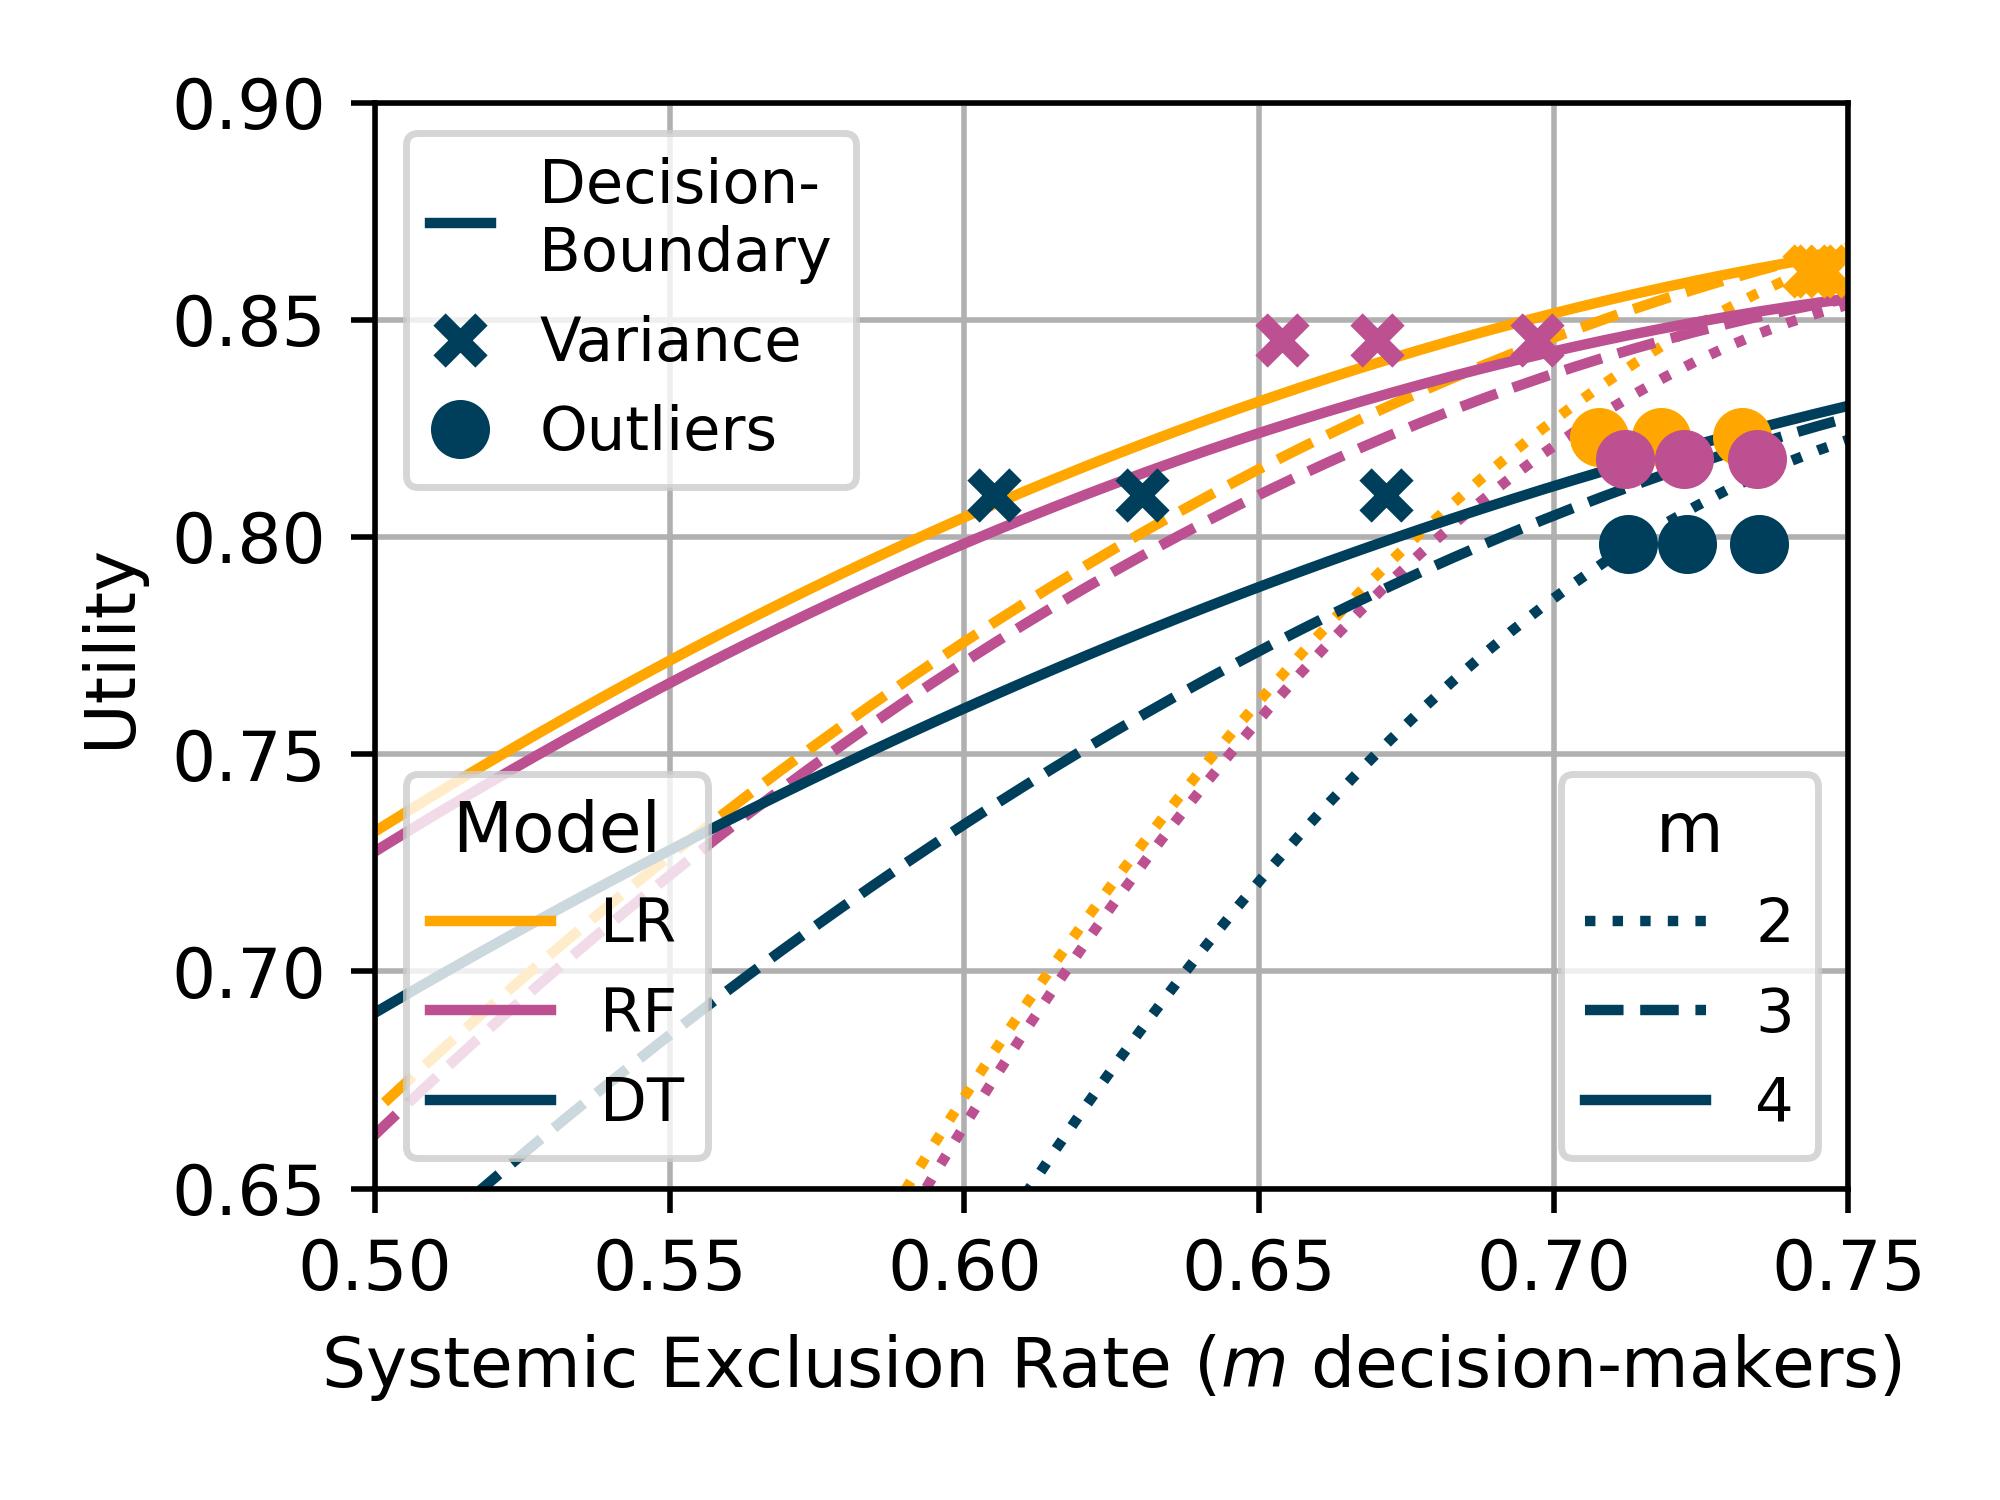 0.90
0.85
0.80
0.75
0.70
0.65
Utility
Decision-
Boundary
Variance
Outliers
Model
LR
RF
DT
m
2
3
4
0.50 0.55 0.60 0.65 0.70 0.75
Systemic Exclusion Rate (m decision-makers)